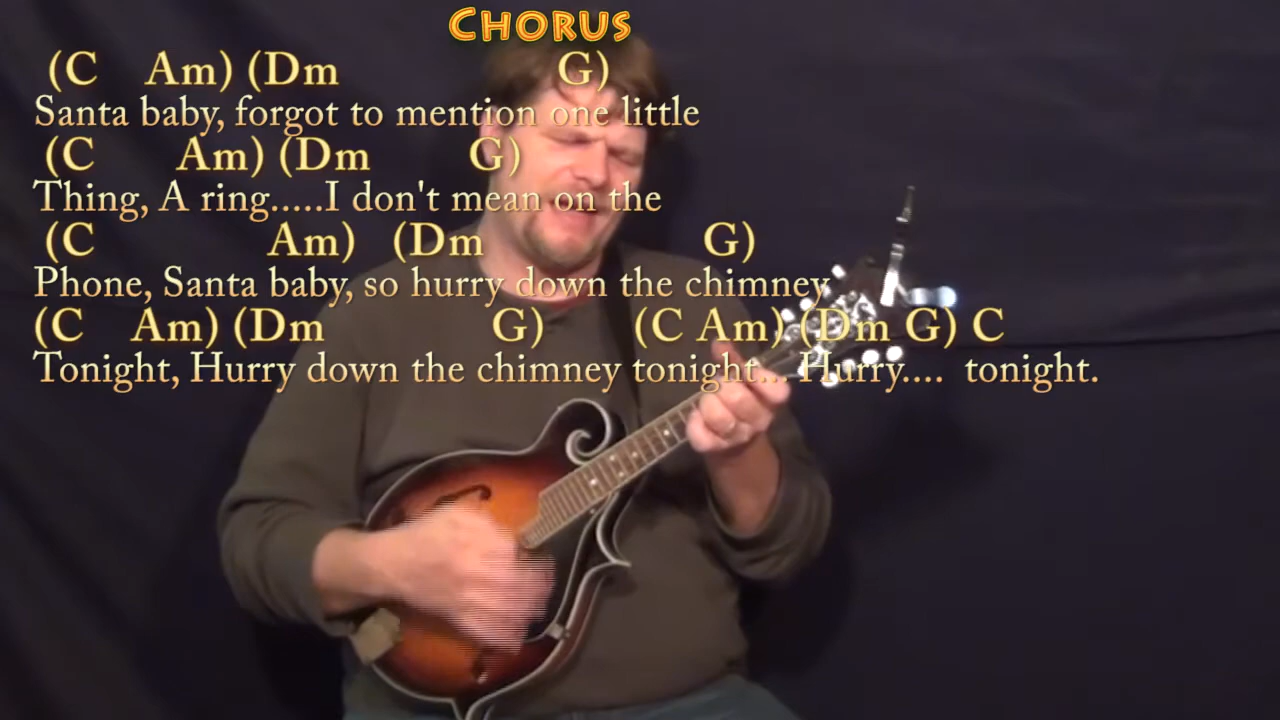 CHORUS
(C Am) (Dm G)
Santa baby, forgot to mention one little
(C Am) (Dm G)
Thing, A ring.....I don't mean on the
(C Am) (Dm G)
Phone, Santa baby, so hurry down the chimney
(C Am) (Dm G) (C Am) (Dm G) C
Tonight, Hurry down the chimney tonight... Hurry.... tonight.